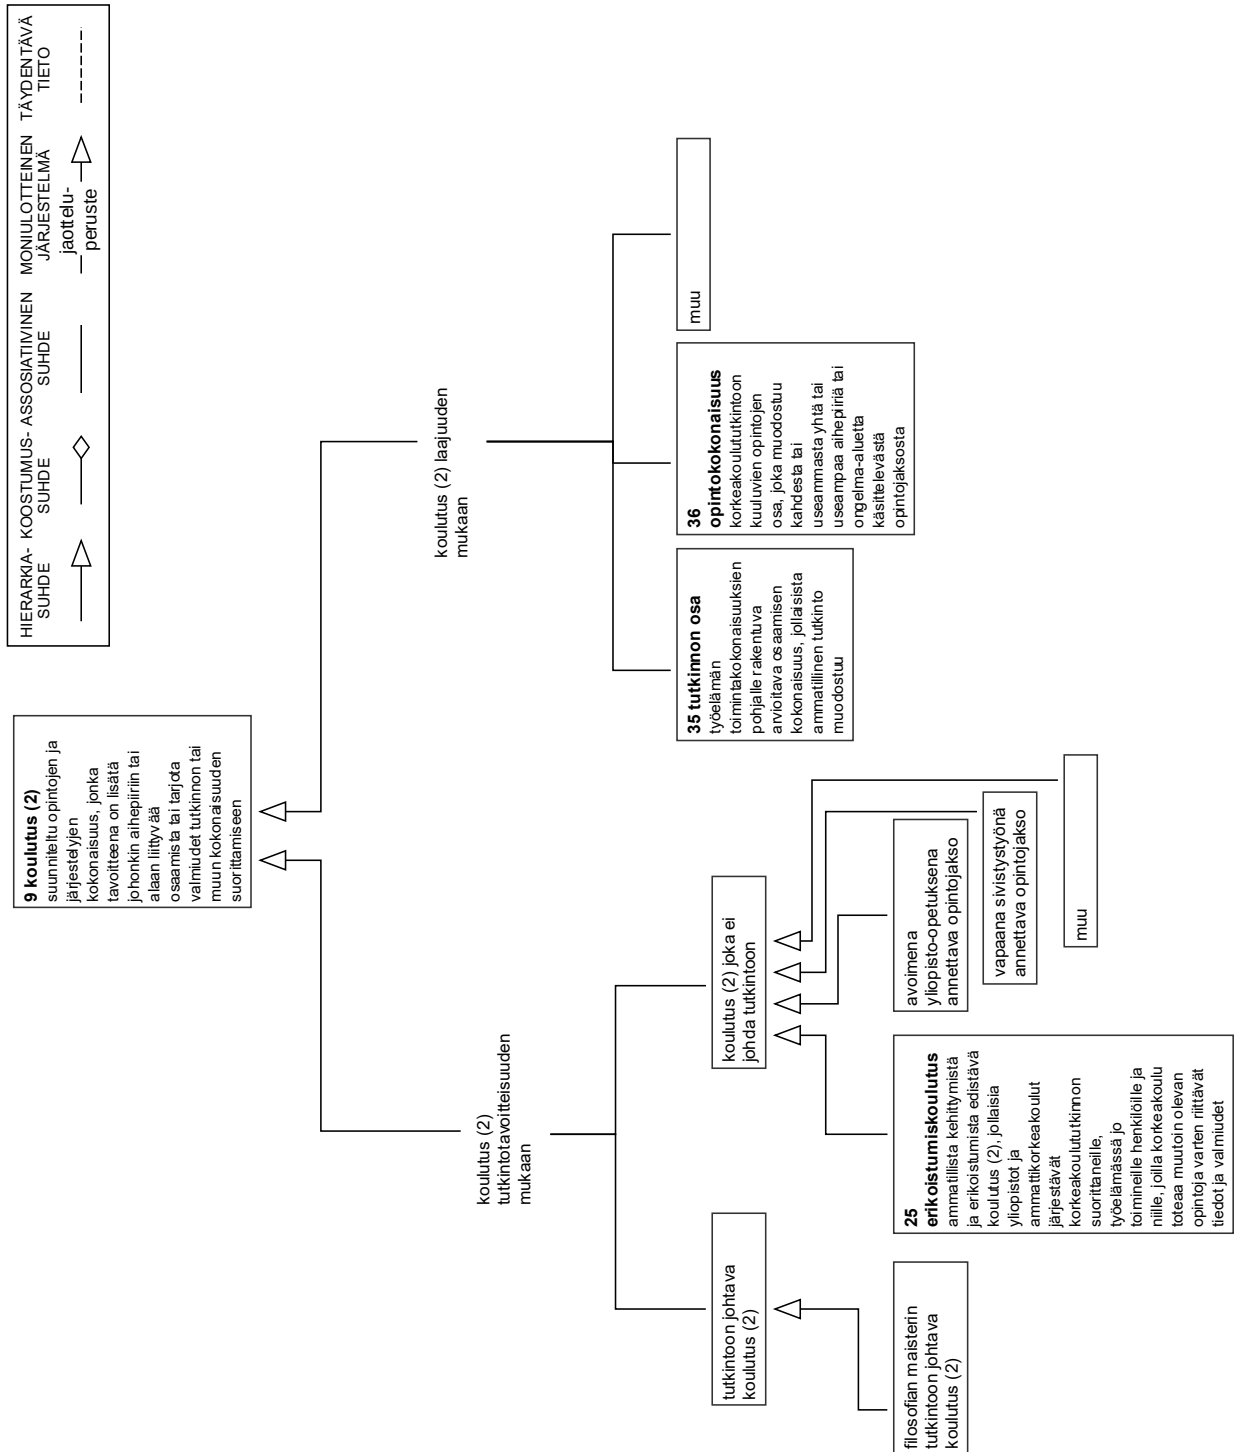 HIERARKIA- KOOSTUMUS- ASSOSIATIIVINEN MONIULOTTEINEN TÄYDENTÄVÄ
SUHDE SUHDE SUHDE JÄRJESTELMÄ TIETO
jaottelu-
peruste
9 koulutus (2)
suunniteltu opintojen ja
järjestelyjen
kokonaisuus, jonka
tavoitteena on lisätä
johonkin aihepiiriin tai
alaan liittyvää
osaamista tai tarjota
valmiudet tutkinnon tai
muun kokonaisuuden
suorittamiseen
koulutus (2)
tutkintotavoitteisuuden
mukaan
koulutus (2) laajuuden
mukaan
tutkintoon johtava
koulutus (2)
koulutus (2) joka ei
johda tutkintoon
35 tutkinnon osa
työelämän
toimintakokonaisuuksien
pohjalle rakentuva
arvioitava osaamisen
kokonaisuus, jollaisista
ammatillinen tutkinto
muodostuu
36
opintokokonaisuus
korkeakoulututkintoon
kuuluvien opintojen
osa, joka muodostuu
kahdesta tai
useammasta yhtä tai
useampaa aihepiiriä tai
ongelma-aluetta
käsittelevästä
opintojaksosta
muu
filosofian maisterin
tutkintoon johtava
koulutus (2)
25
erikoistumiskoulutus
ammatillista kehittymistä
ja erikoistumista edistävä
koulutus (2), jollaisia
yliopistot ja
ammattikorkeakoulut
järjestävät
korkeakoulututkinnon
suorittaneille,
työelämässä jo
toimineille henkilöille ja
niille, joilla korkeakoulu
toteaa muutoin olevan
opintoja varten riittävät
tiedot ja valmiudet
avoimena
yliopisto-opetuksena
annettava opintojakso
vapaana sivistystyönä
annettava opintojakso
muu